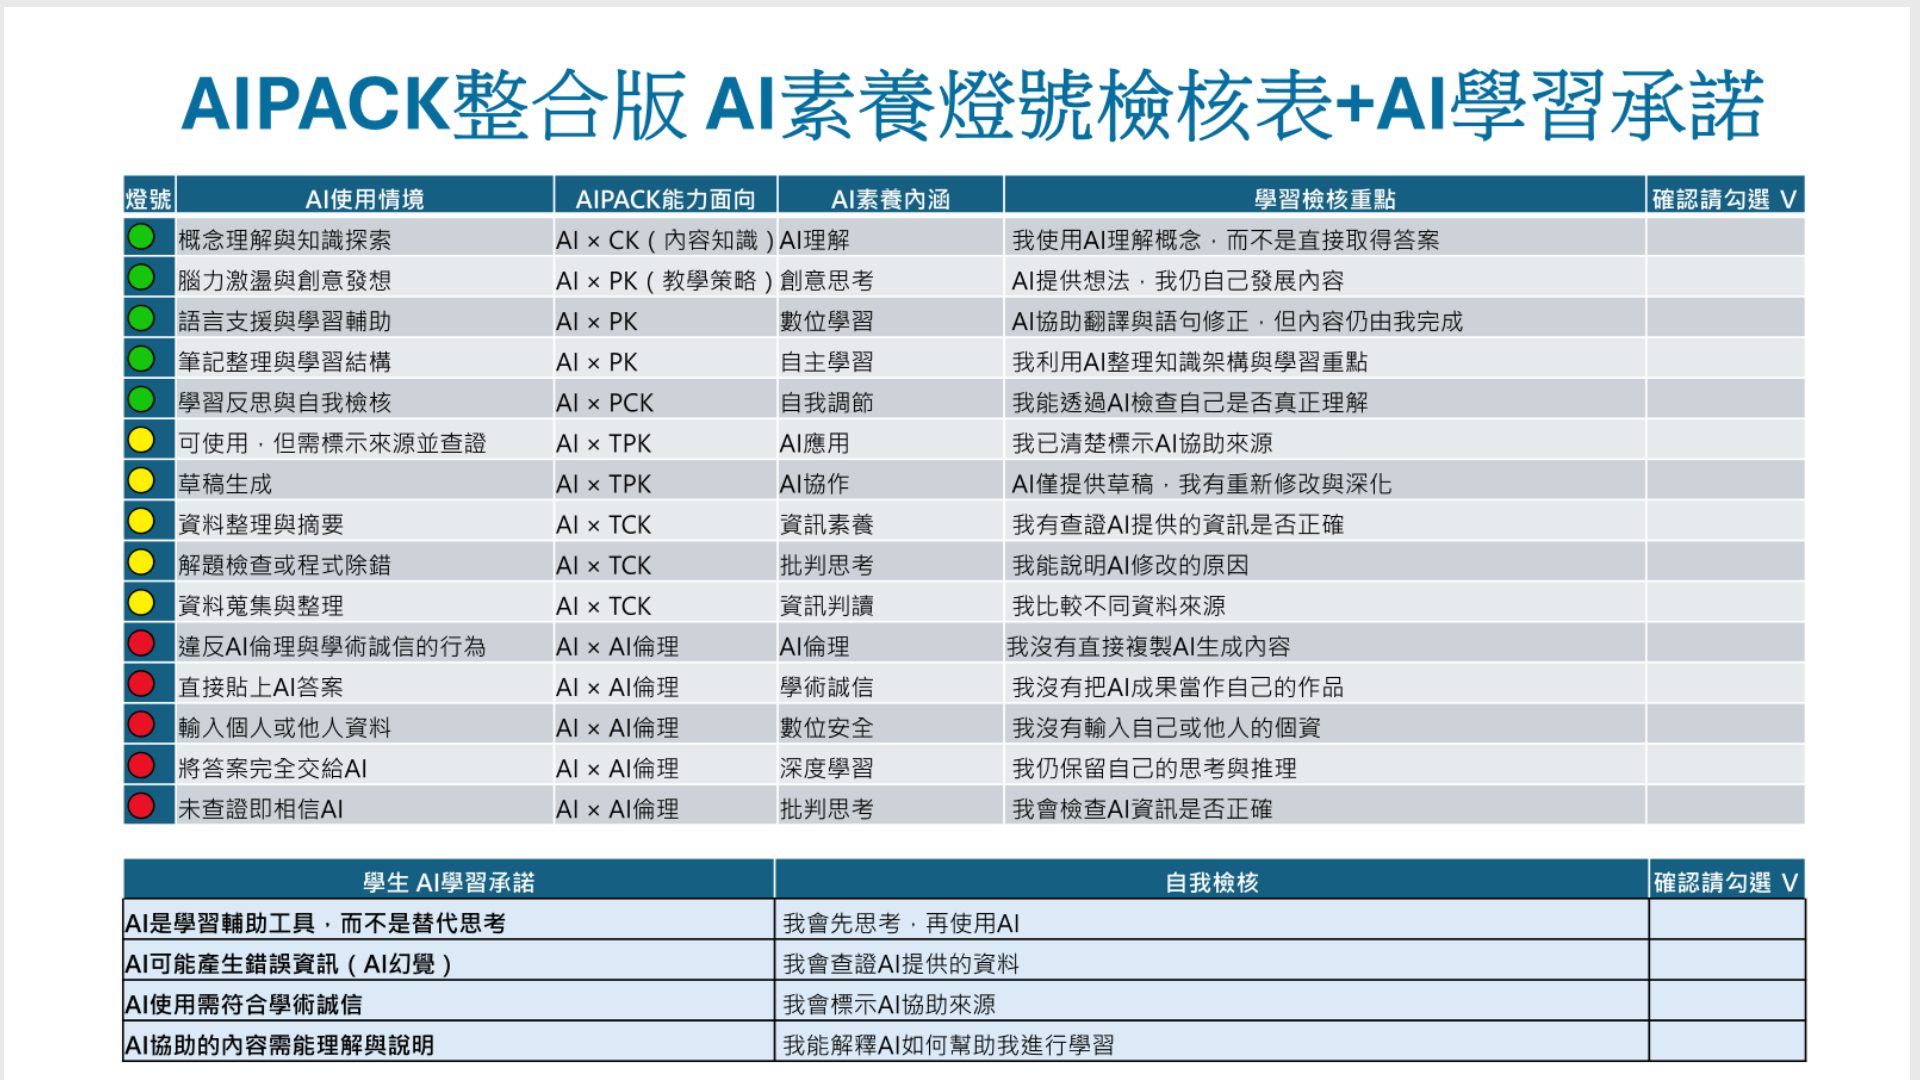 AIPACK整合版 AI素養燈號檢核表+AI學習承諾
燈號 AI使用情境 AIPACK能力面向 AI素養內涵 學習檢核重點 確認請勾選 V
概念理解與知識探索 AI × CK（內容知識） AI理解 我使用AI理解概念，而不是直接取得答案
腦力激盪與創意發想 AI × PK（教學策略） 創意思考 AI提供想法，我仍自己發展內容
語言支援與學習輔助 AI × PK 數位學習 AI協助翻譯與語句修正，但內容仍由我完成
筆記整理與學習結構 AI × PK 自主學習 我利用AI整理知識架構與學習重點
學習反思與自我檢核 AI × PCK 自我調節 我能透過AI檢查自己是否真正理解
可使用，但需標示來源並查證 AI × TPK AI應用 我已清楚標示AI協助來源
草稿生成 AI × TPK AI協作 AI僅提供草稿，我有重新修改與深化
資料整理與摘要 AI × TCK 資訊素養 我有查證AI提供的資訊是否正確
解題檢查或程式除錯 AI × TCK 批判思考 我能說明AI修改的原因
資料蒐集與整理 AI × TCK 資訊判讀 我比較不同資料來源
違反AI倫理與學術誠信的行為 AI × AI倫理 AI倫理 我沒有直接複製AI生成內容
直接貼上AI答案 AI × AI倫理 學術誠信 我沒有把AI成果當作自己的作品
輸入個人或他人資料 AI × AI倫理 數位安全 我沒有輸入自己或他人的個資
將答案完全交給AI AI × AI倫理 深度學習 我仍保留自己的思考與推理
未查證即相信AI AI × AI倫理 批判思考 我會檢查AI資訊是否正確
學生 AI學習承諾 自我檢核 確認請勾選 V
AI是學習輔助工具，而不是替代思考 我會先思考，再使用AI
AI可能產生錯誤資訊（AI幻覺） 我會查證AI提供的資料
AI使用需符合學術誠信 我會標示AI協助來源
AI協助的內容需能理解與說明 我能解釋AI如何幫助我進行學習